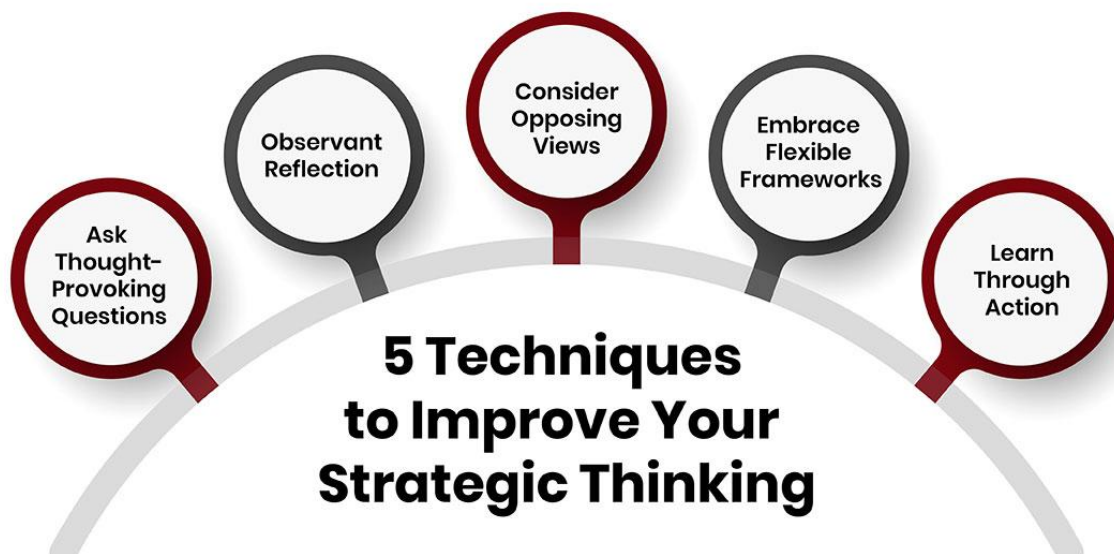 Ask
Thought-
Provoking
Questions
Observant
Reflection
Consider
Opposing
Views
Embrace
Flexible
Frameworks
Learn
Through
Action
5 Techniques
to Improve Your
Strategic Thinking